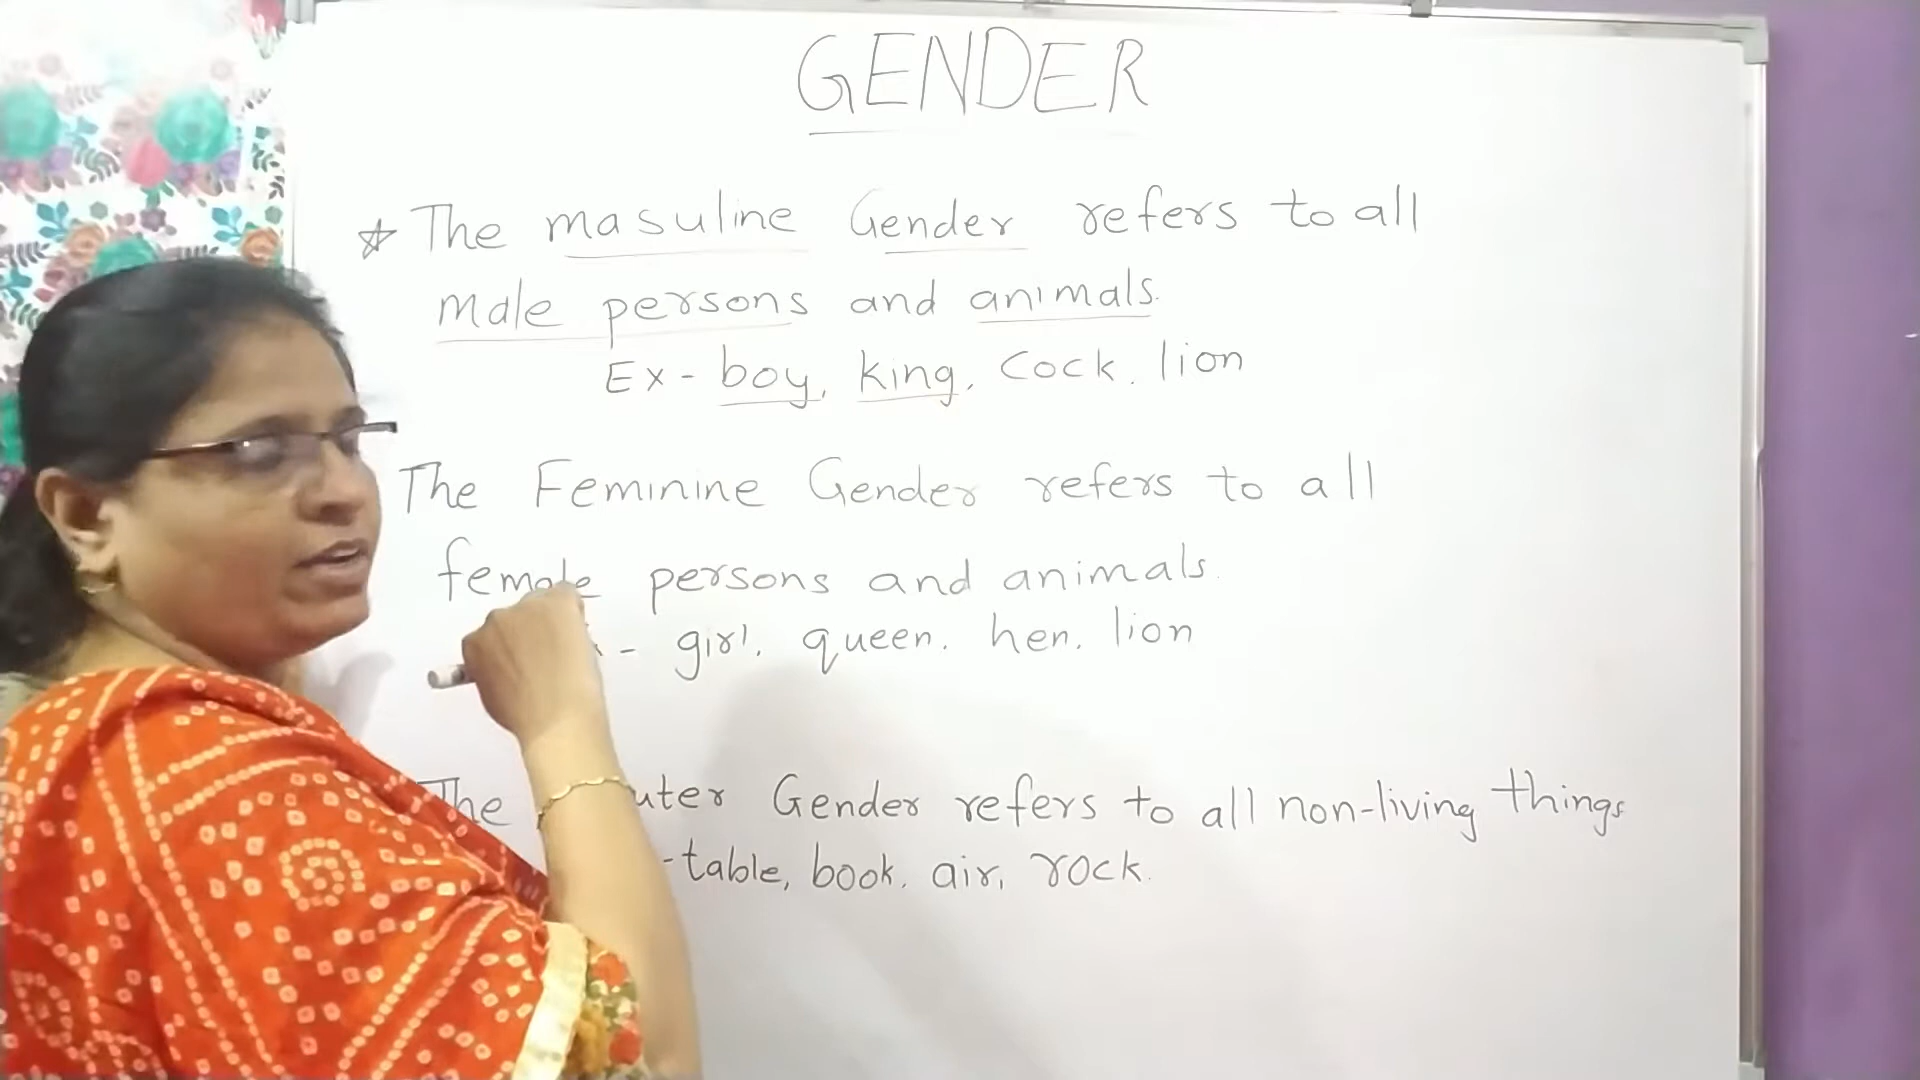 GENDER
☆ The masuline Gender refers to all
male persons and animals.
Ex - boy, king, cock. lion
The Feminine Gender refers to all
female persons and animals.
- girl. queen. hen. lion
The uter Gender refers to all non-living things
-table, book. air, rock.